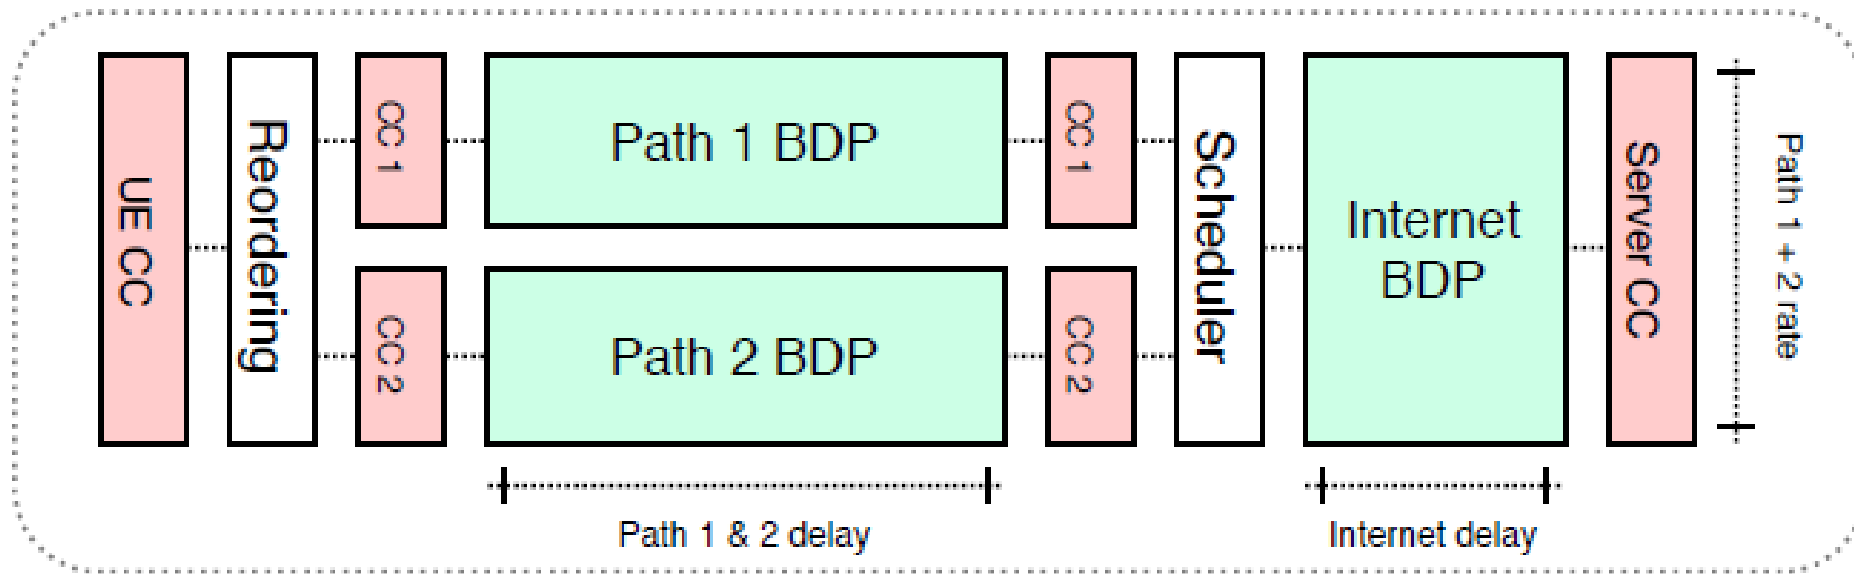 UE CC
Reordering
CC 1
Path 1 BDP
CC 1
CC 2
Path 2 BDP
CC 2
Scheduler
Internet
BDP
Server CC
Path 1 + 2 rate
Path 1 & 2 delay
Internet delay